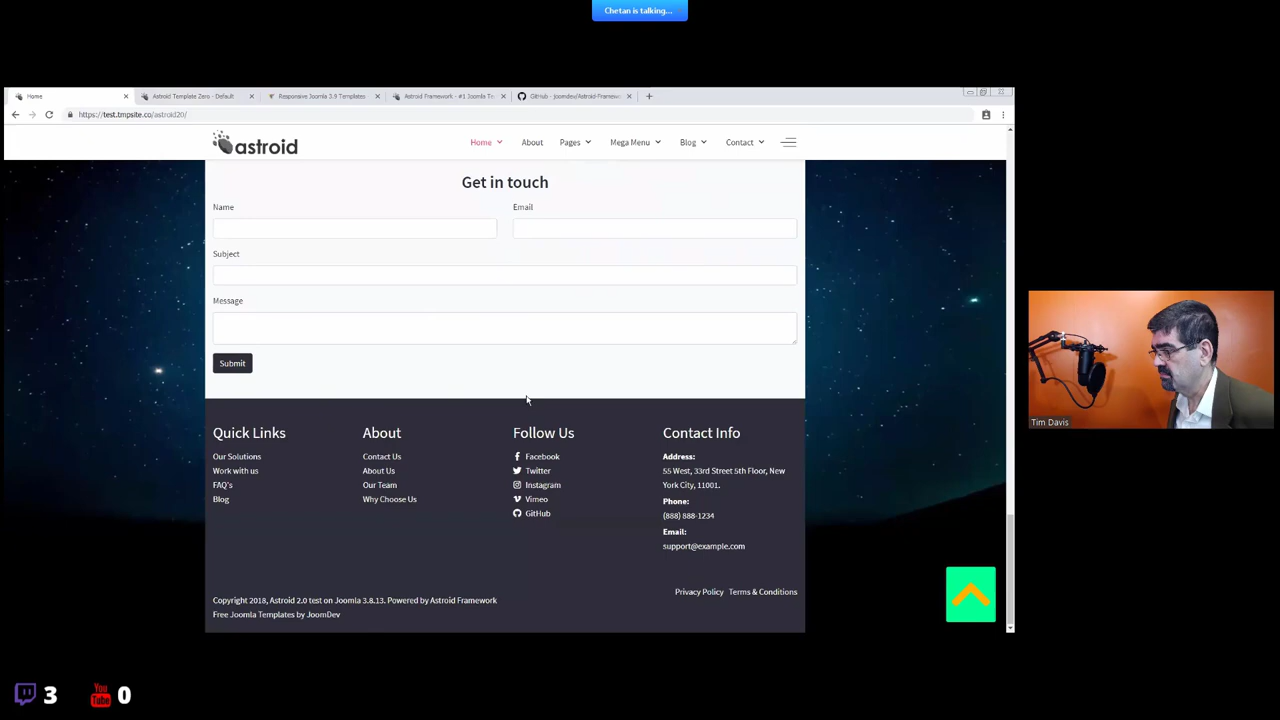 Chetan is talking...
Home
Astroid Template Zero - Default
Responsive Joomla 3.9 Templates
Astroid Framework - #1 Joomla Te
GitHub - joomdev/Astroid-Framew
https://test.tmpsite.co/astroid20/
astroid
Home About Pages Mega Menu Blog Contact
Get in touch
Name Email
Subject
Message
Submit
Quick Links
Our Solutions
Work with us
FAQ's
Blog
About
Contact Us
About Us
Our Team
Why Choose Us
Follow Us
Facebook
Twitter
Instagram
Vimeo
GitHub
Contact Info
Address:
55 West, 33rd Street 5th Floor, New
York City, 11001.
Phone:
(888) 888-1234
Email:
support@example.com
Privacy Policy Terms & Conditions
Copyright 2018, Astroid 2.0 test on Joomla 3.8.13. Powered by Astroid Framework
Free Joomla Templates by JoomDev
Tim Davis
3
You
Tube
0